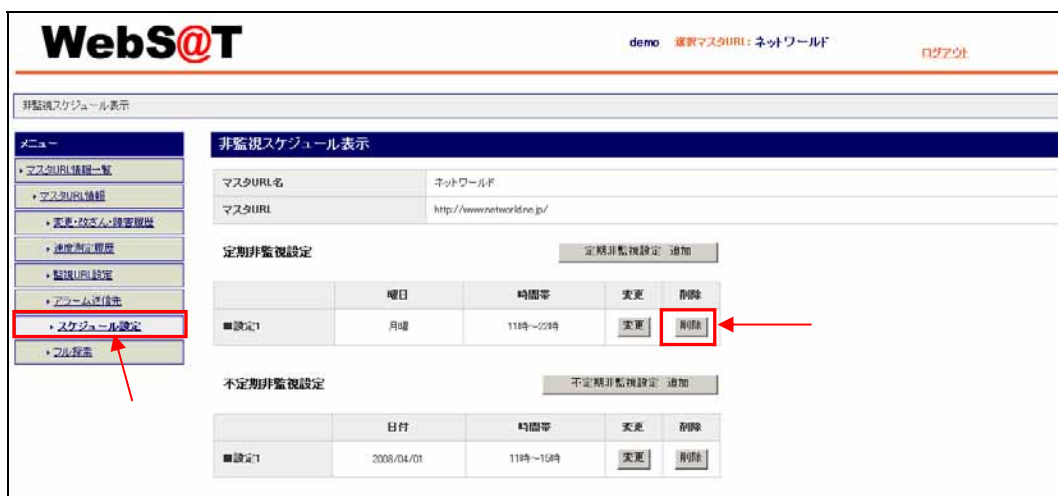 WebS@T
demo 選択マスタURL: ネットワールド
ログアウト
非監視スケジュール表示
メニュー
マスタURL情報一覧
マスタURL情報
変更・改ざん・障害履歴
速度測定履歴
監視URL設定
アラーム送信先
スケジュール設定
フル探索
非監視スケジュール表示
マスタURL名 ネットワールド
マスタURL http://www.networld.ne.jp/
定期非監視設定 定期非監視設定 追加
曜日 時間帯 変更 削除
■設定1 月曜 11時~22時 変更 削除
不定期非監視設定 不定期非監視設定 追加
日付 時間帯 変更 削除
■設定1 2008/04/01 11時~15時 変更 削除